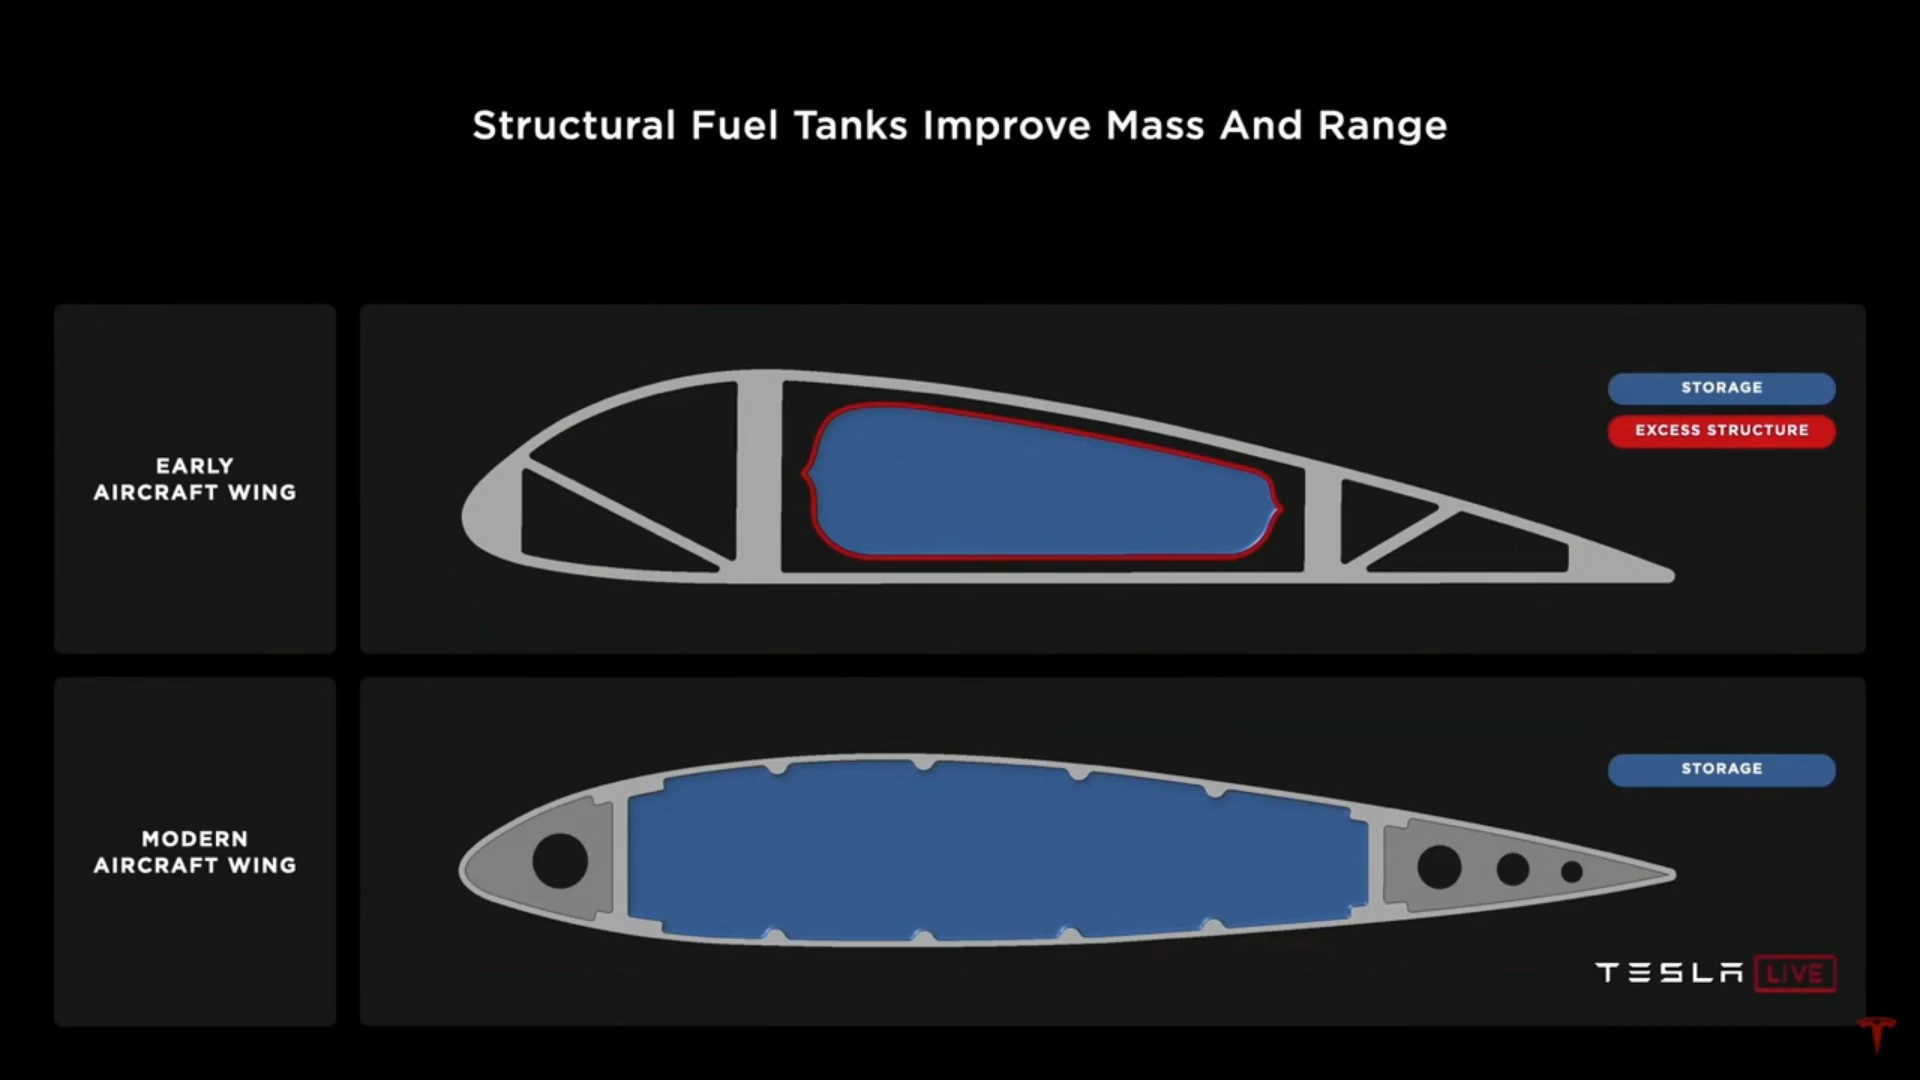 Structural Fuel Tanks Improve Mass And Range
EARLY
AIRCRAFT WING
STORAGE
EXCESS STRUCTURE
MODERN
AIRCRAFT WING
STORAGE
TESLA LIVE